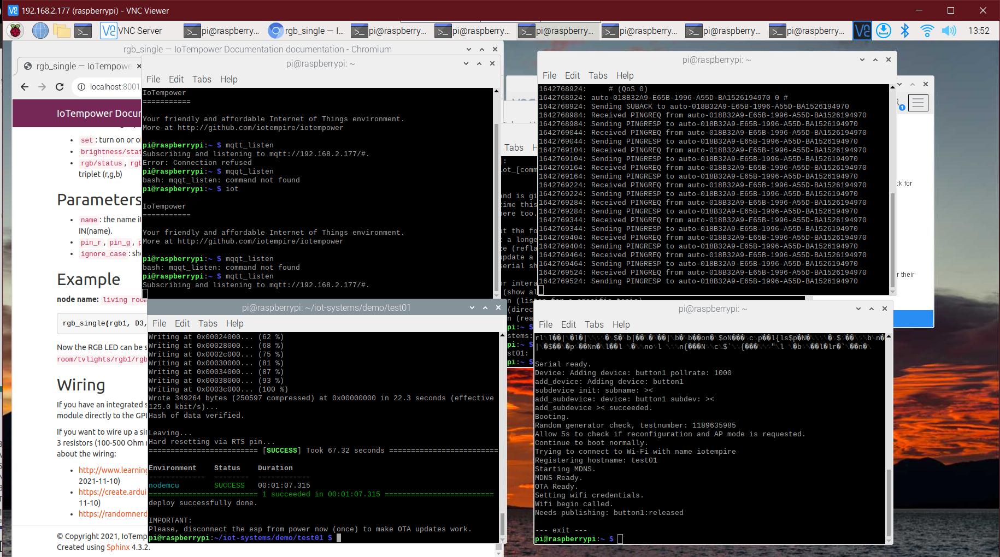 192.168.2.177 (raspberrypi) - VNC Viewer
VNC Server
pi@raspberry...
rgb_single — I...
pi@raspberry...
pi@raspberry...
pi@raspberry...
pi@raspberry...
pi@raspberry...
pi@raspberry...
13:52
rgb_single — IoTempower Documentation documentation - Chromium
rgb_single — IoTempowe
localhost:8001
IoTempower Docu
set : turn on or o
brightness/sta
rgb/status , rgb
triplet (r,g,b)
Parameters
name : the name i
IN(name).
pin_r , pin_g , p
ignore_case : sh
Example
node name: living room
rgb_single(rgb1, D3,
Now the RGB LED can be s
room/tvlights/rgb1/rgb
Wiring
If you have an integrated s
module directly to the GPI
If you want to wire up a sin
3 resistors (100-500 Ohm
about the wiring:
http://www.learning
2021-11-10)
https://create.ardui
11-10)
https://randomnerd
© Copyright 2021, IoTemp
Created using Sphinx 4.3.2.
pi@raspberrypi: ~
File Edit Tabs Help
IoTempower
===========
Your friendly and affordable Internet of Things environment.
More at http://github.com/iotempire/iotempower
pi@raspberrypi:~ $ mqtt_listen
Subscribing and listening to mqtt://192.168.2.177/#.
Error: Connection refused
pi@raspberrypi:~ $ mqqt_listen
bash: mqqt_listen: command not found
pi@raspberrypi:~ $ iot
IoTempower
===========
Your friendly and affordable Internet of Things environment.
More at http://github.com/iotempire/iotempower
pi@raspberrypi:~ $ mqqt_listen
bash: mqqt_listen: command not found
pi@raspberrypi:~ $ mqtt_listen
Subscribing and listening to mqtt://192.168.2.177/#.
pi@raspberrypi: ~
File Edit Tabs Help
1642768924: # (QoS 0)
1642768924: auto-018B32A9-E65B-1996-A55D-BA1526194970 0 #
1642768924: Sending SUBACK to auto-018B32A9-E65B-1996-A55D-BA1526194970
1642768984: Received PINGREQ from auto-018B32A9-E65B-1996-A55D-BA1526194970
1642768984: Sending PINGRESP to auto-018B32A9-E65B-1996-A55D-BA1526194970
1642769044: Received PINGREQ from auto-018B32A9-E65B-1996-A55D-BA1526194970
1642769044: Sending PINGRESP to auto-018B32A9-E65B-1996-A55D-BA1526194970
1642769104: Received PINGREQ from auto-018B32A9-E65B-1996-A55D-BA1526194970
1642769104: Sending PINGRESP to auto-018B32A9-E65B-1996-A55D-BA1526194970
1642769164: Received PINGREQ from auto-018B32A9-E65B-1996-A55D-BA1526194970
1642769164: Sending PINGRESP to auto-018B32A9-E65B-1996-A55D-BA1526194970
1642769224: Received PINGREQ from auto-018B32A9-E65B-1996-A55D-BA1526194970
1642769224: Sending PINGRESP to auto-018B32A9-E65B-1996-A55D-BA1526194970
1642769284: Received PINGREQ from auto-018B32A9-E65B-1996-A55D-BA1526194970
1642769284: Sending PINGRESP to auto-018B32A9-E65B-1996-A55D-BA1526194970
1642769344: Received PINGREQ from auto-018B32A9-E65B-1996-A55D-BA1526194970
1642769344: Sending PINGRESP to auto-018B32A9-E65B-1996-A55D-BA1526194970
1642769404: Received PINGREQ from auto-018B32A9-E65B-1996-A55D-BA1526194970
1642769404: Sending PINGRESP to auto-018B32A9-E65B-1996-A55D-BA1526194970
1642769464: Received PINGREQ from auto-018B32A9-E65B-1996-A55D-BA1526194970
1642769464: Sending PINGRESP to auto-018B32A9-E65B-1996-A55D-BA1526194970
1642769524: Received PINGREQ from auto-018B32A9-E65B-1996-A55D-BA1526194970
1642769524: Sending PINGRESP to auto-018B32A9-E65B-1996-A55D-BA1526194970
Tabs H
iot_[comm
and is gi
time this
here too.
ut the fo
t a longe
ze (refla
update a
serial sh
or intera
(show al
n (listen for a specific topic)
(direc
n (rea
pi:~ $
stems:
pi:~ $
st01:
pi:~ $
1
ck for
r their
pi@raspberrypi: ~/iot-systems/demo/test01
File Edit Tabs Help
Writing at 0x00024000... (62 %)
Writing at 0x00028000... (68 %)
Writing at 0x0002c000... (75 %)
Writing at 0x00030000... (81 %)
Writing at 0x00034000... (87 %)
Writing at 0x00038000... (93 %)
Writing at 0x0003c000... (100 %)
Wrote 349264 bytes (250597 compressed) at 0x00000000 in 22.3 seconds (effective
125.0 kbit/s)...
Hash of data verified.
Leaving...
Hard resetting via RTS pin...
========================= [SUCCESS] Took 67.32 seconds =========================
Environment Status Duration
------------- -------- ------------
nodemcu SUCCESS 00:01:07.315
========================= 1 succeeded in 00:01:07.315 =========================
deploy successfully done.
IMPORTANT:
Please, disconnect the esp from power now (once) to make OTA updates work.
pi@raspberrypi:~/iot-systems/demo/test01 $
pi@raspberrypi: ~
File Edit Tabs Help
Serial ready.
Device: Adding device: button1 pollrate: 1000
add_device: Adding device: button1
subdevice init: subname: ><
add_subdevice: device: button1 subdev: ><
add_subdevice >< succeeded.
Booting.
Random generator check, testnumber: 1189635985
Allow 5s to check if reconfiguration and AP mode is requested.
Continue to boot normally.
Trying to connect to Wi-Fi with name iotempire
Registering hostname: test01
Starting MDNS.
MDNS Ready.
OTA Ready.
Setting wifi credentials.
Wifi begin called.
Needs publishing: button1:released
--- exit ---
pi@raspberrypi:~ $